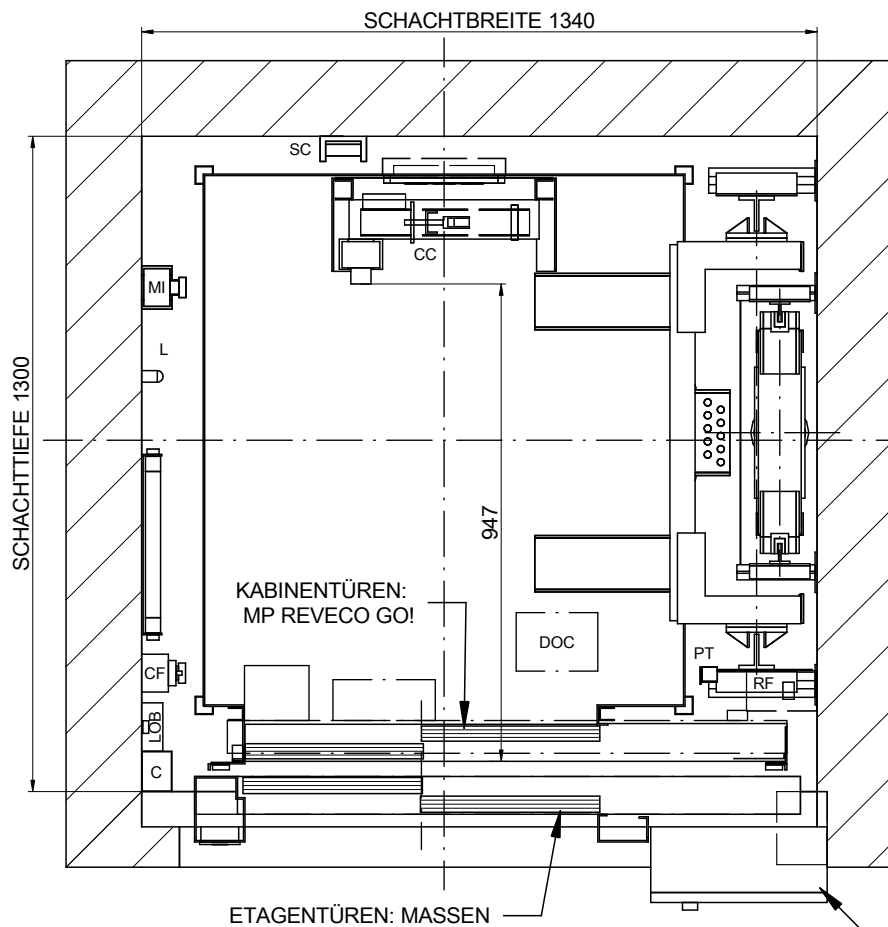 SCHACHTBREITE 1340
SC
CC
MI
L
SCHACHTTIEFE 1300
947
KABINENTÜREN:
MP REVECO GO!
DOC
PT
RF
CF
LOB
C
ETAGENTÜREN: MASSEN